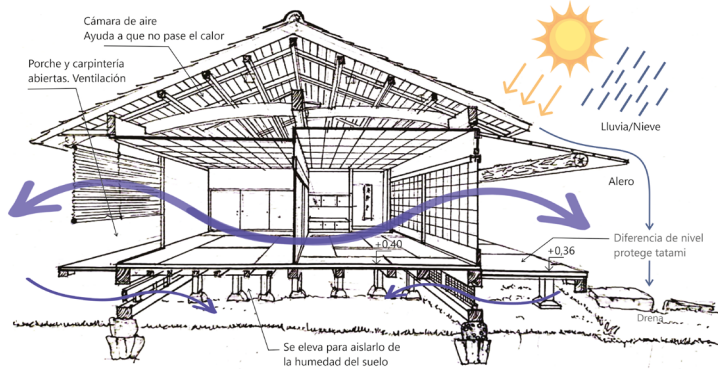 Cámara de aire
Ayuda a que no pase el calor
Porche y carpintería
abiertas. Ventilación
Lluvia/Nieve
Alero
+0,40
+0,36
Diferencia de nivel
protege tatami
Drena
Se eleva para aislarlo de
la humedad del suelo